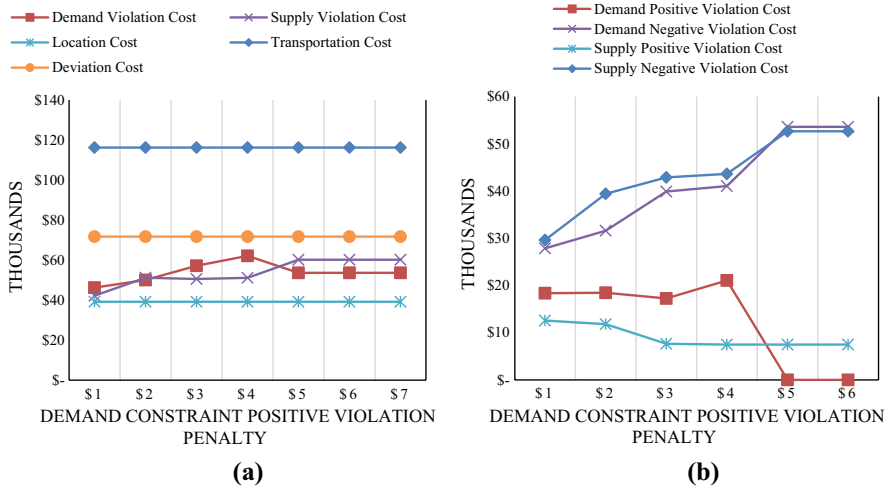 Demand Violation Cost
Supply Violation Cost
Location Cost
Transportation Cost
Deviation Cost
$140
$120
$100
$80
$60
$40
$20
$-
THOUSANDS
$ 1 $ 2 $ 3 $ 4 $ 5 $ 6 $ 7
DEMAND CONSTRAINT POSITIVE VIOLATION
PENALTY
(a)
Demand Positive Violation Cost
Demand Negative Violation Cost
Supply Positive Violation Cost
Supply Negative Violation Cost
$60
$50
$40
$30
$20
$10
$-
THOUSANDS
$ 1 $ 2 $ 3 $ 4 $ 5 $ 6
DEMAND CONSTRAINT POSITIVE VIOLATION
PENALTY
(b)